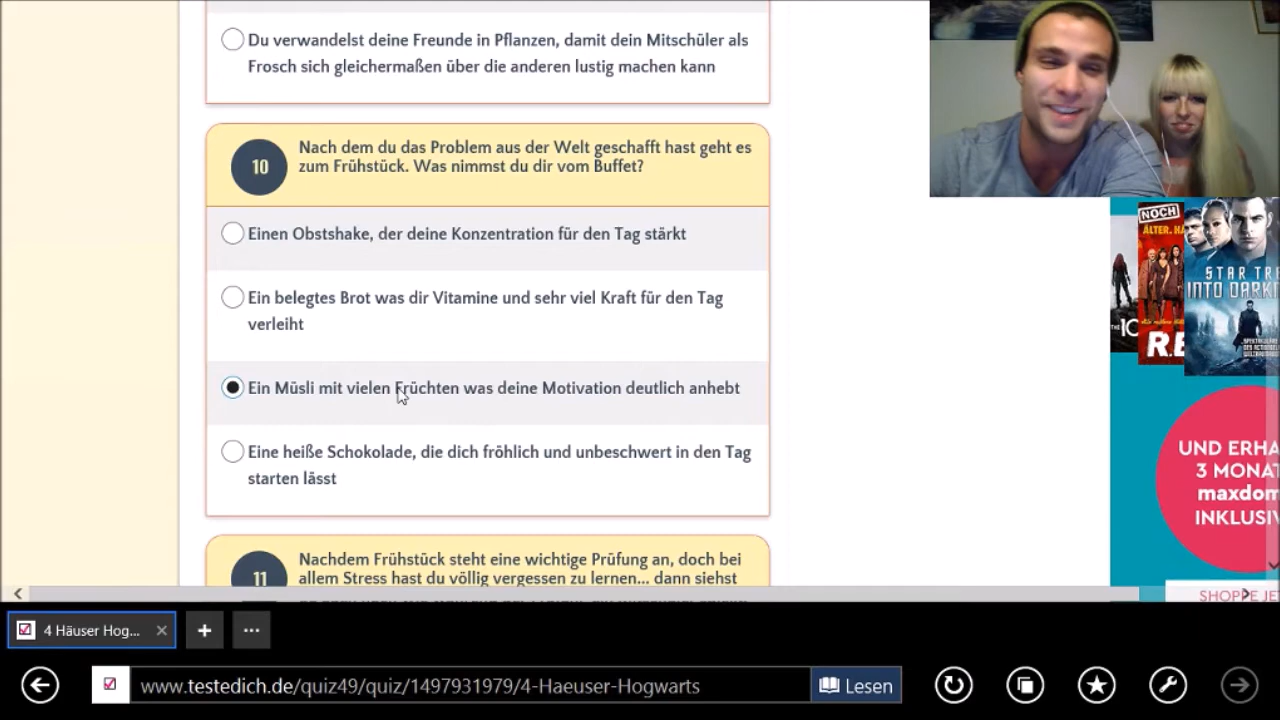 Du verwandelst deine Freunde in Pflanzen, damit dein Mitschüler als
Frosch sich gleichermaßen über die anderen lustig machen kann
10
Nach dem du das Problem aus der Welt geschafft hast geht es
zum Frühstück. Was nimmst du dir vom Buffet?
Einen Obstshake, der deine Konzentration für den Tag stärkt
Ein belegtes Brot was dir Vitamine und sehr viel Kraft für den Tag
verleiht
Ein Müsli mit vielen Früchten was deine Motivation deutlich anhebt
Eine heiße Schokolade, die dich fröhlich und unbeschwert in den Tag
starten lässt
11
Nachdem Frühstück steht eine wichtige Prüfung an, doch bei
allem Stress hast du völlig vergessen zu lernen... dann siehst
NOCH
ÄLTER. HA
THE 10
R.E
STAR TRE
INTO DARKN
UND ERHA
3 MONAT
maxdom
INKLUSIV
SHOPPE JE
4 Häuser Hog...
www.testedich.de/quiz49/quiz/1497931979/4-Haeuser-Hogwarts
Lesen